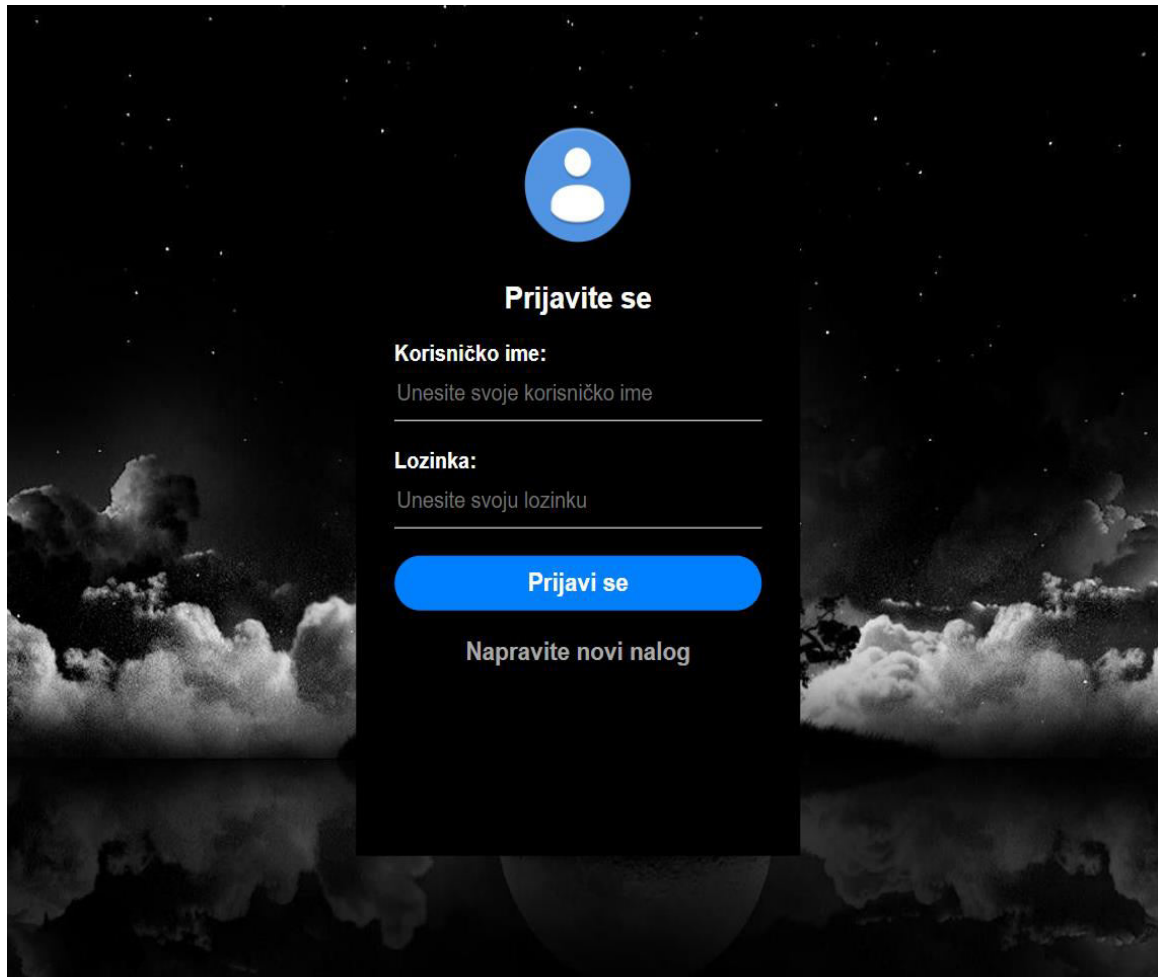 Prijavite se
Korisničko ime:
Unesite svoje korisničko ime
Lozinka:
Unesite svoju lozinku
Prijavi se
Napravite novi nalog